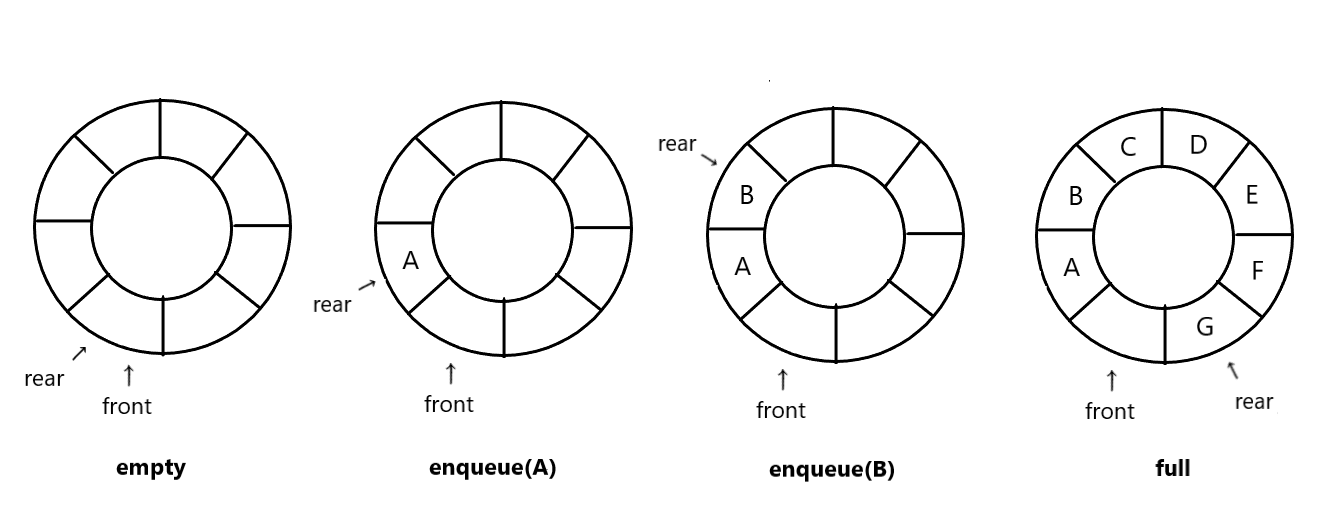 rear
front
empty
A
rear
front
enqueue(A)
rear
B
A
front
enqueue(B)
C
D
B
E
A
F
G
front
rear
full